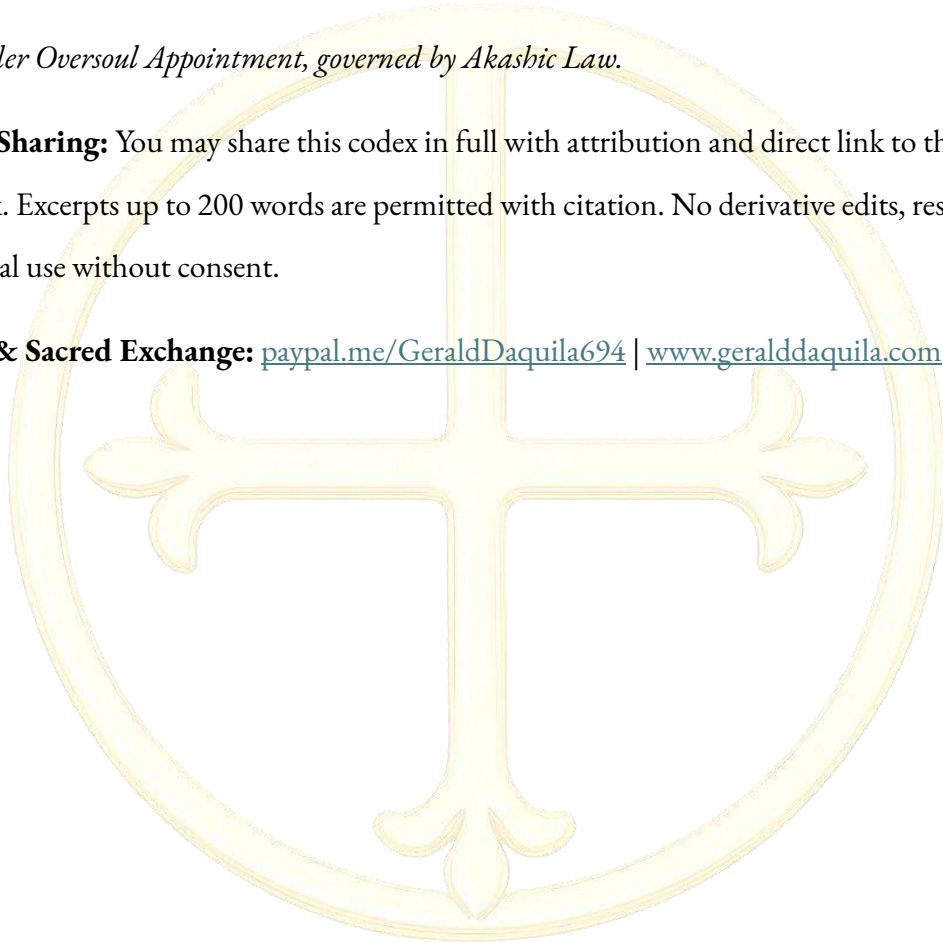 ler Oversoul Appointment, governed by Akashic Law.
Sharing: You may share this codex in full with attribution and direct link to th
. Excerpts up to 200 words are permitted with citation. No derivative edits, res
al use without consent.
& Sacred Exchange: paypal.me/GeraldDaquila694 | www.geralddaquila.com